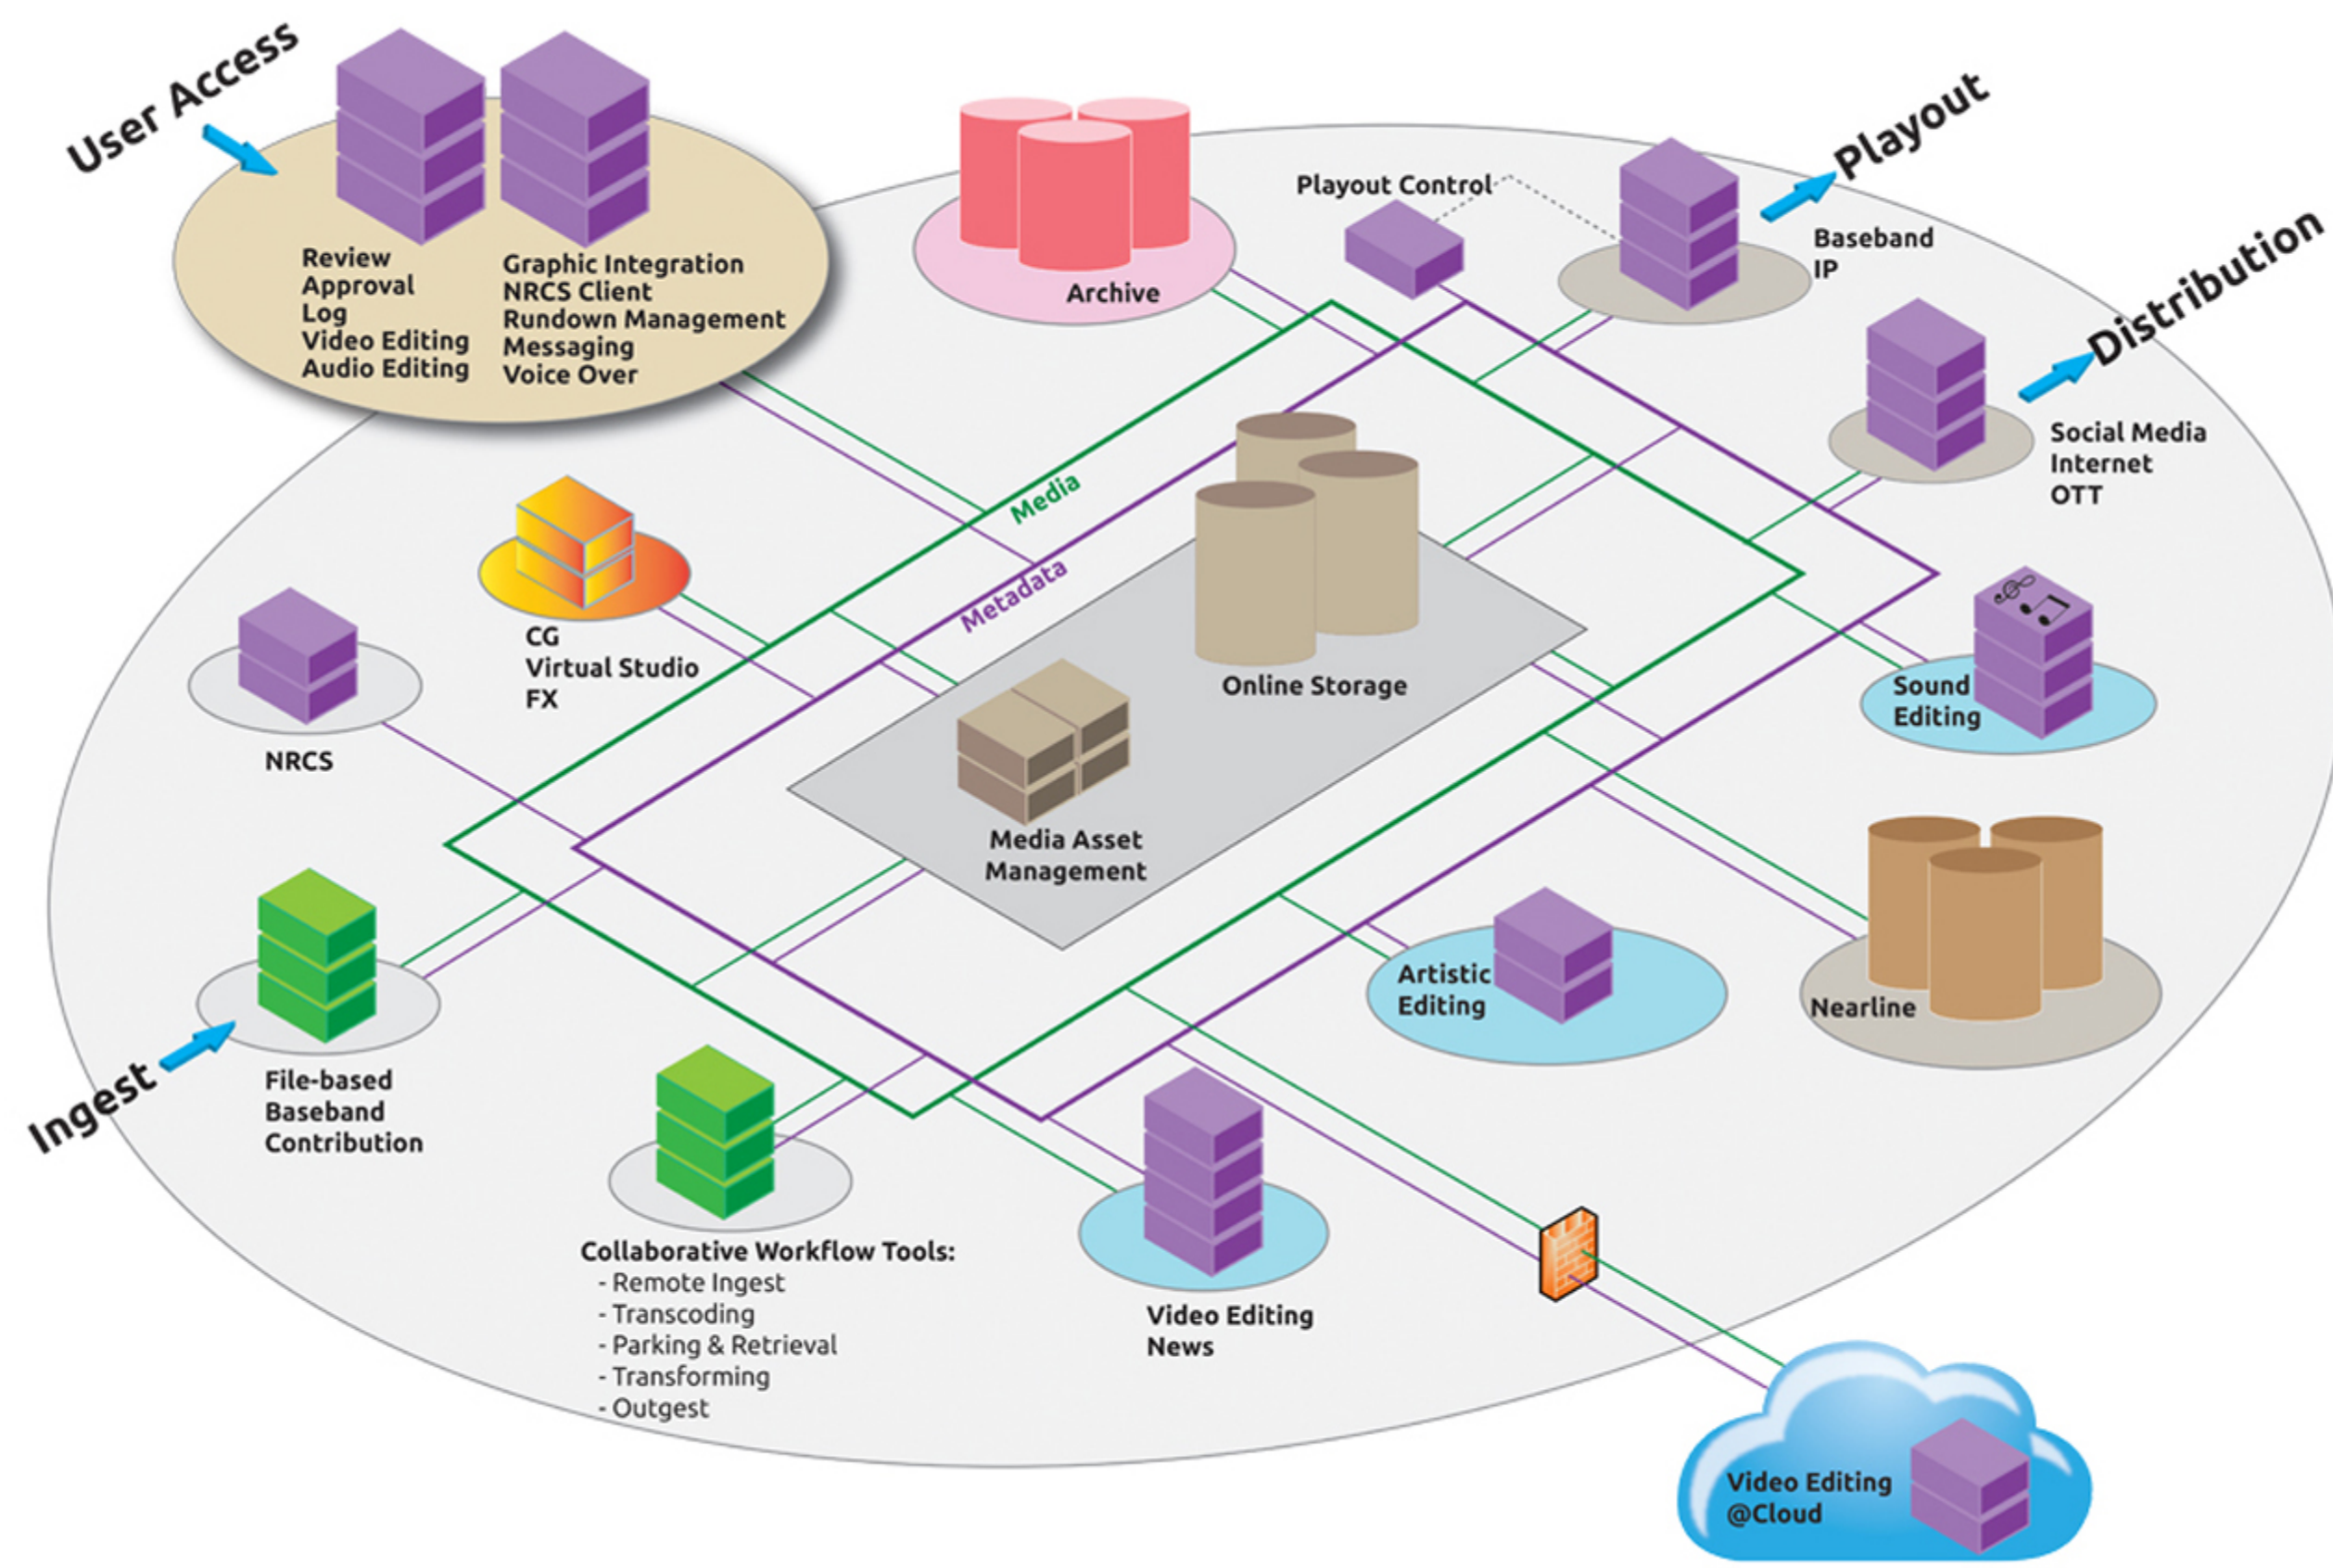 User Access
Review
Approval
Log
Video Editing
Audio Editing
Graphic Integration
NRCS Client
Rundown Management
Messaging
Voice Over
Archive
Playout Control
Playout
Baseband
IP
Distribution
Social Media
Internet
OTT
Media
Metadata
CG
Virtual Studio
FX
NRCS
Online Storage
Media Asset
Management
Sound
Editing
Artistic
Editing
Nearline
Ingest
File-based
Baseband
Contribution
Collaborative Workflow Tools:
- Remote Ingest
- Transcoding
- Parking & Retrieval
- Transforming
- Outgest
Video Editing
News
Video Editing
@Cloud